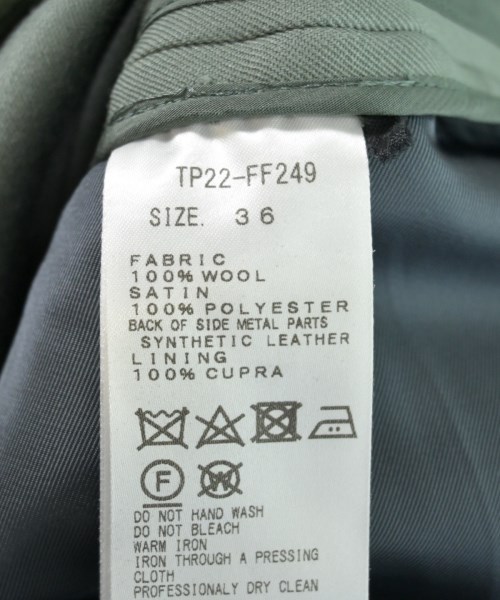 TP22-FF249
SIZE. 36
FABRIC
100% WOOL
SATIN
100% POLYESTER
BACK OF SIDE METAL PARTS
SYNTHETIC LEATHER
LINING
100% CUPRA
F W
DO NOT HAND WASH
DO NOT BLEACH
WARM IRON
IRON THROUGH A PRESSING
CLOTH
PROFESSIONALY DRY CLEAN